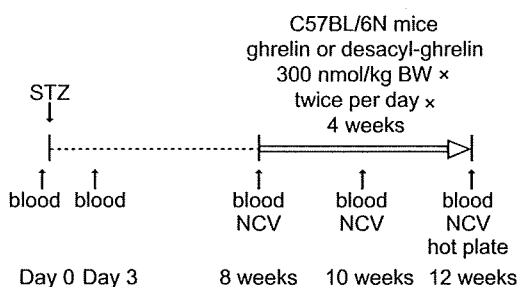 C57BL/6N mice
ghrelin or desacyl-ghrelin
300 nmol/kg BW ×
twice per day ×
4 weeks
STZ
blood blood blood blood blood
NCV NCV NCV
hot plate
Day 0 Day 3 8 weeks 10 weeks 12 weeks